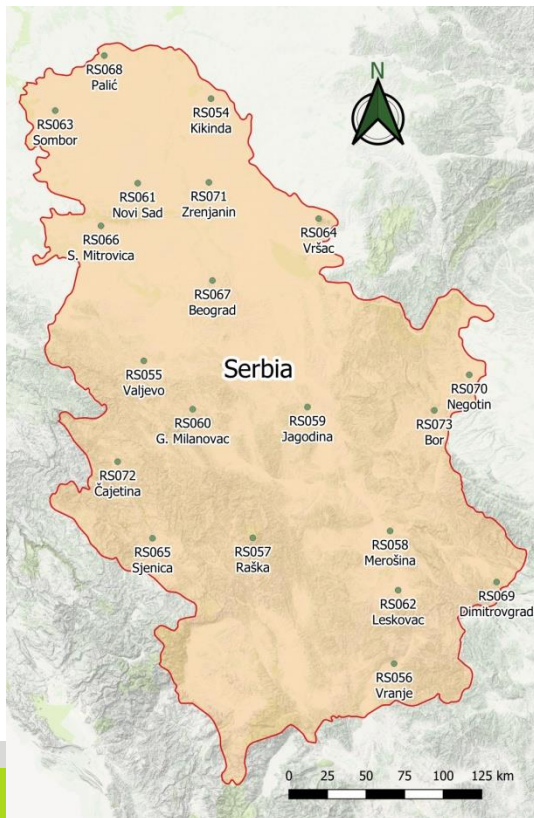 N
RS068
Palić
RS054
Kikinda
RS063
Sombor
RS061
Novi Sad
RS071
Zrenjanin
RS066
S. Mitrovica
RS064
Vršac
RS067
Beograd
RS055
Valjevo
Serbia
RS070
Negotin
RS060
G. Milanovac
RS059
Jagodina
RS073
Bor
RS072
Čajetina
RS065
Sjenica
RS057
Raška
RS058
Merošina
RS062
Leskovac
RS069
Dimitrovgrad
RS056
Vranje
0 25 50 75 100 125 km